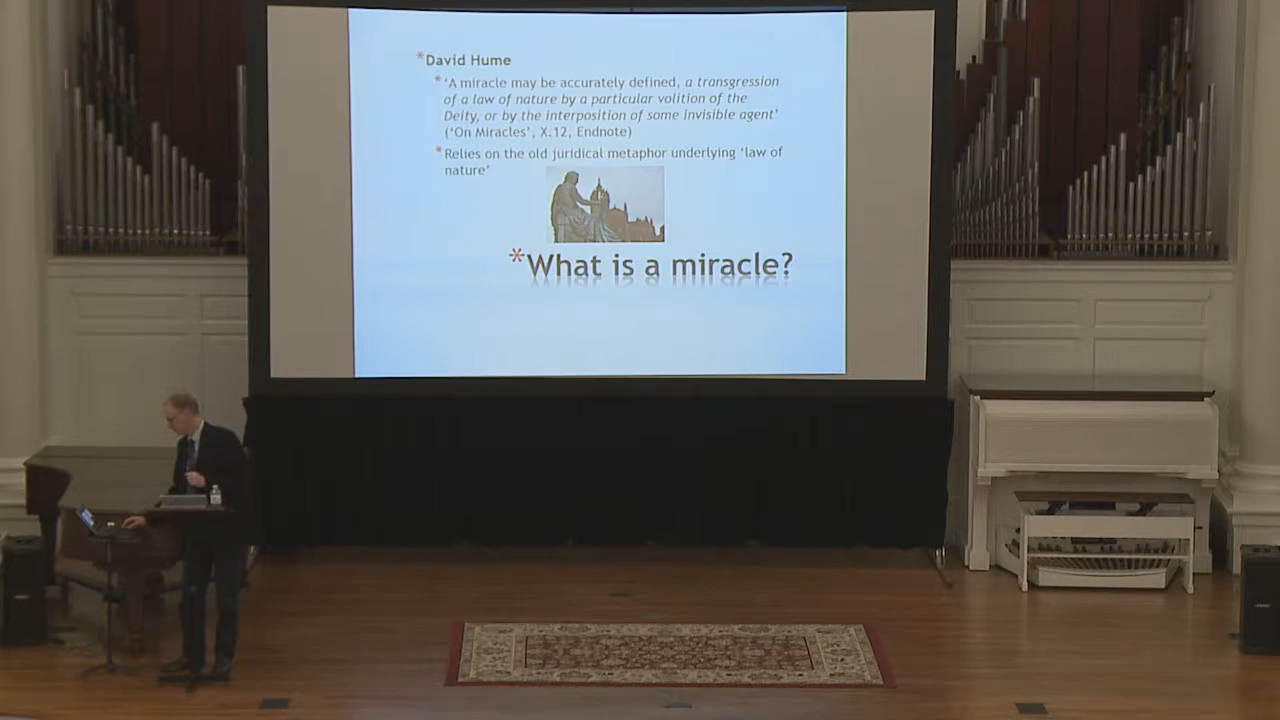 *David Hume
*‘A miracle may be accurately defined, a transgression
of a law of nature by a particular volition of the
Deity, or by the interposition of some invisible agent’
(‘On Miracles’, X.12, Endnote)
*Relies on the old juridical metaphor underlying ‘law of
nature’
*What is a miracle?